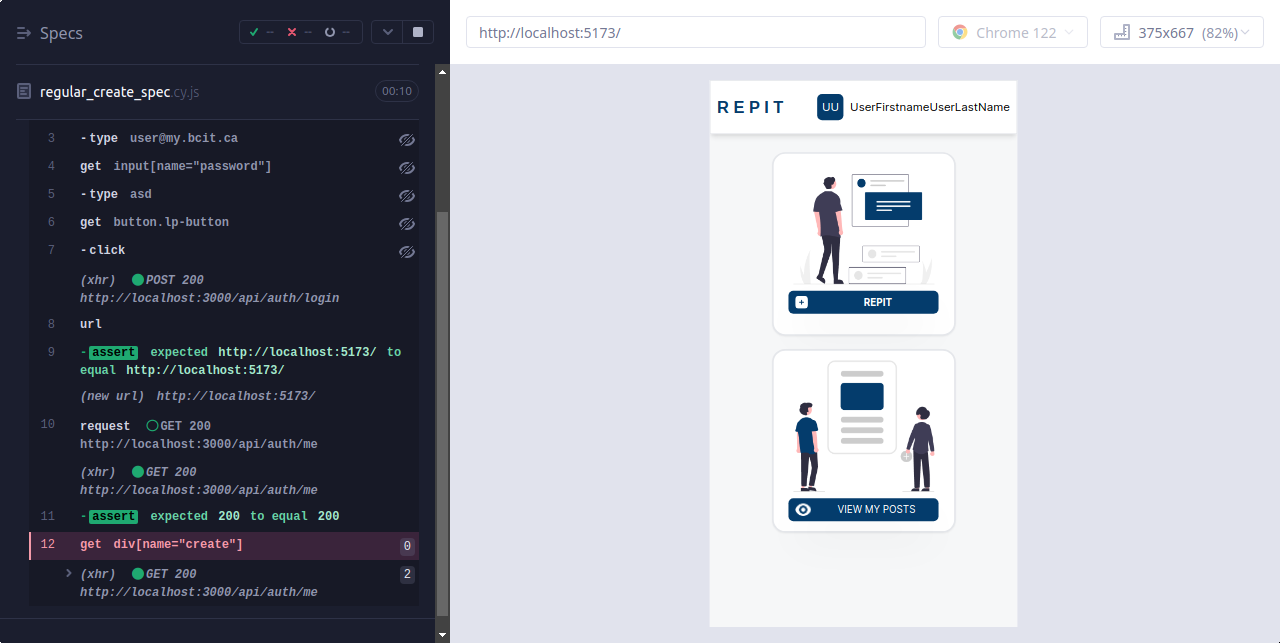 Specs
--
--
--
regular_create_spec.cy.js
00:10
3 -type user@my.bcit.ca
4 get input[name="password"]
5 -type asd
6 get button.lp-button
7 -click
(xhr) POST 200
http://localhost:3000/api/auth/login
8 url
9 -assert expected http://localhost:5173/ to
equal http://localhost:5173/
(new url) http://localhost:5173/
10 request GET 200
http://localhost:3000/api/auth/me
(xhr) GET 200
http://localhost:3000/api/auth/me
11 -assert expected 200 to equal 200
12 get div[name="create"] 0
(xhr) GET 200 2
http://localhost:3000/api/auth/me
http://localhost:5173/
Chrome 122
375x667 (82%)
REPIT
UU UserFirstnameUserLastName
REPIT
VIEW MY POSTS